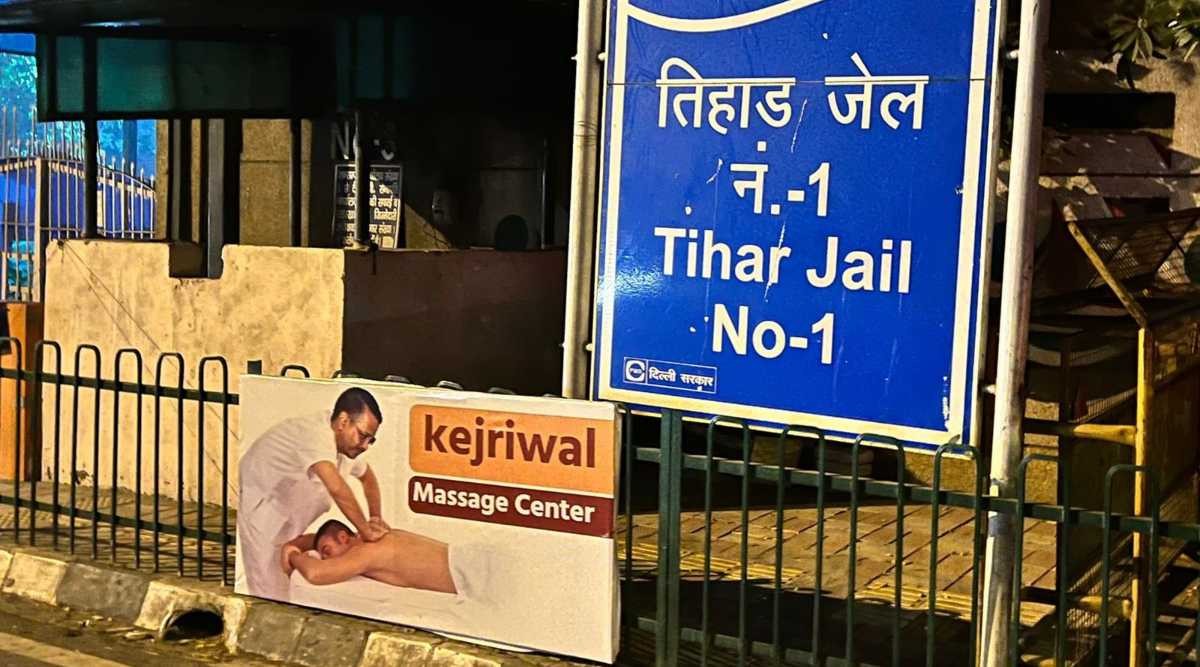 तिहाड जेल
नं.-1
Tihar Jail
No-1
दिल्ली सरकार
kejriwal
Massage Center